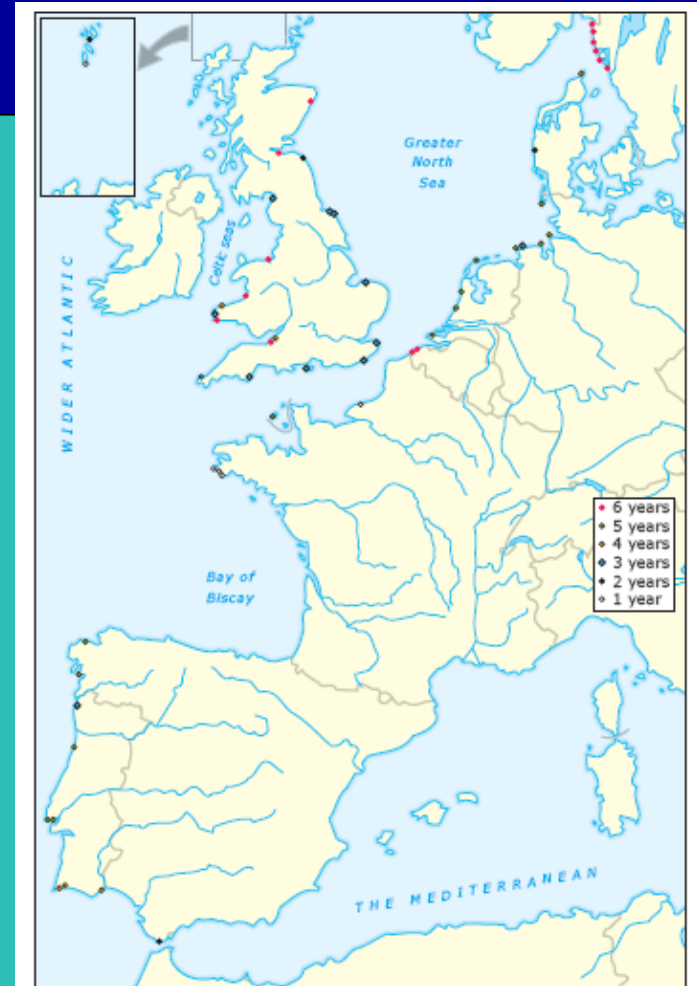 Greater
North
Sea
Celtic seas
WIDER ATLANTIC
6 years
5 years
4 years
3 years
2 years
1 year
Bay of
Biscay
THE MEDITERRANEAN